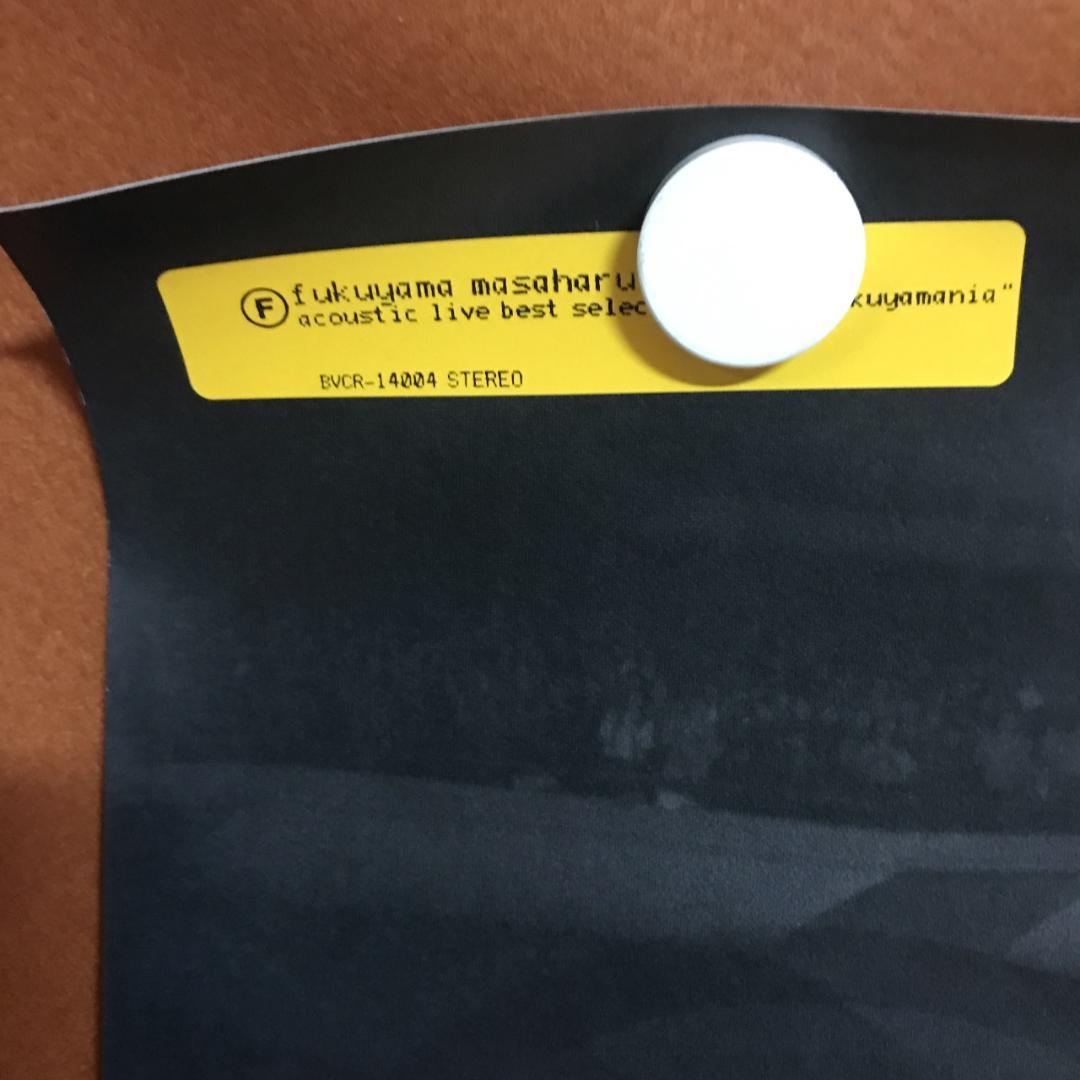 F
fukuyama masaharu
acoustic live best selec kuyamania"
BVCR-14004 STEREO